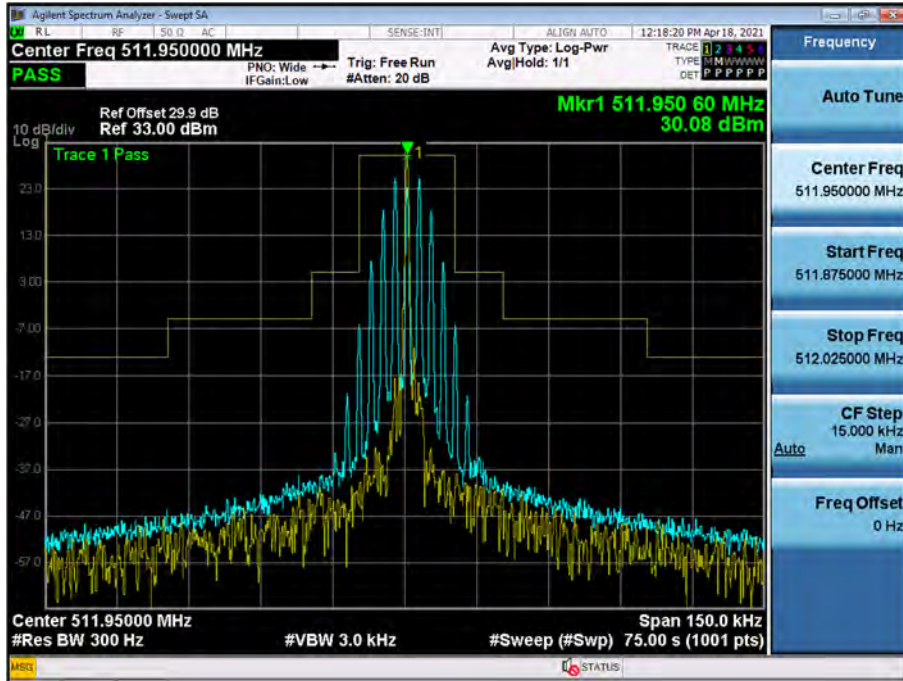 Agilent Spectrum Analyzer - Swept SA
RL RF 50 Ω AC SENSE:INT ALIGN AUTO 12:18:20 PM Apr 18, 2021
Center Freq 511.950000 MHz
PNO: Wide
IFGain:Low
Trig: Free Run
#Atten: 20 dB
Avg Type: Log-Pwr
Avg|Hold: 1/1
TRACE 1 2 3 4 5 6
TYPE M M W W W W
DET P P P P P P
PASS
Ref Offset 29.9 dB
Ref 33.00 dBm
10 dB/div
Log
Mkr1 511.950 60 MHz
30.08 dBm
Trace 1 Pass
1
23.0
13.0
3.00
-7.00
-17.0
-27.0
-37.0
-47.0
-57.0
Center 511.95000 MHz
Span 150.0 kHz
#Res BW 300 Hz
#VBW 3.0 kHz
#Sweep (#Swp) 75.00 s (1001 pts)
MSG
STATUS
Frequency
Auto Tune
Center Freq
511.950000 MHz
Start Freq
511.875000 MHz
Stop Freq
512.025000 MHz
CF Step
15.000 kHz
Auto Man
Freq Offset
0 Hz